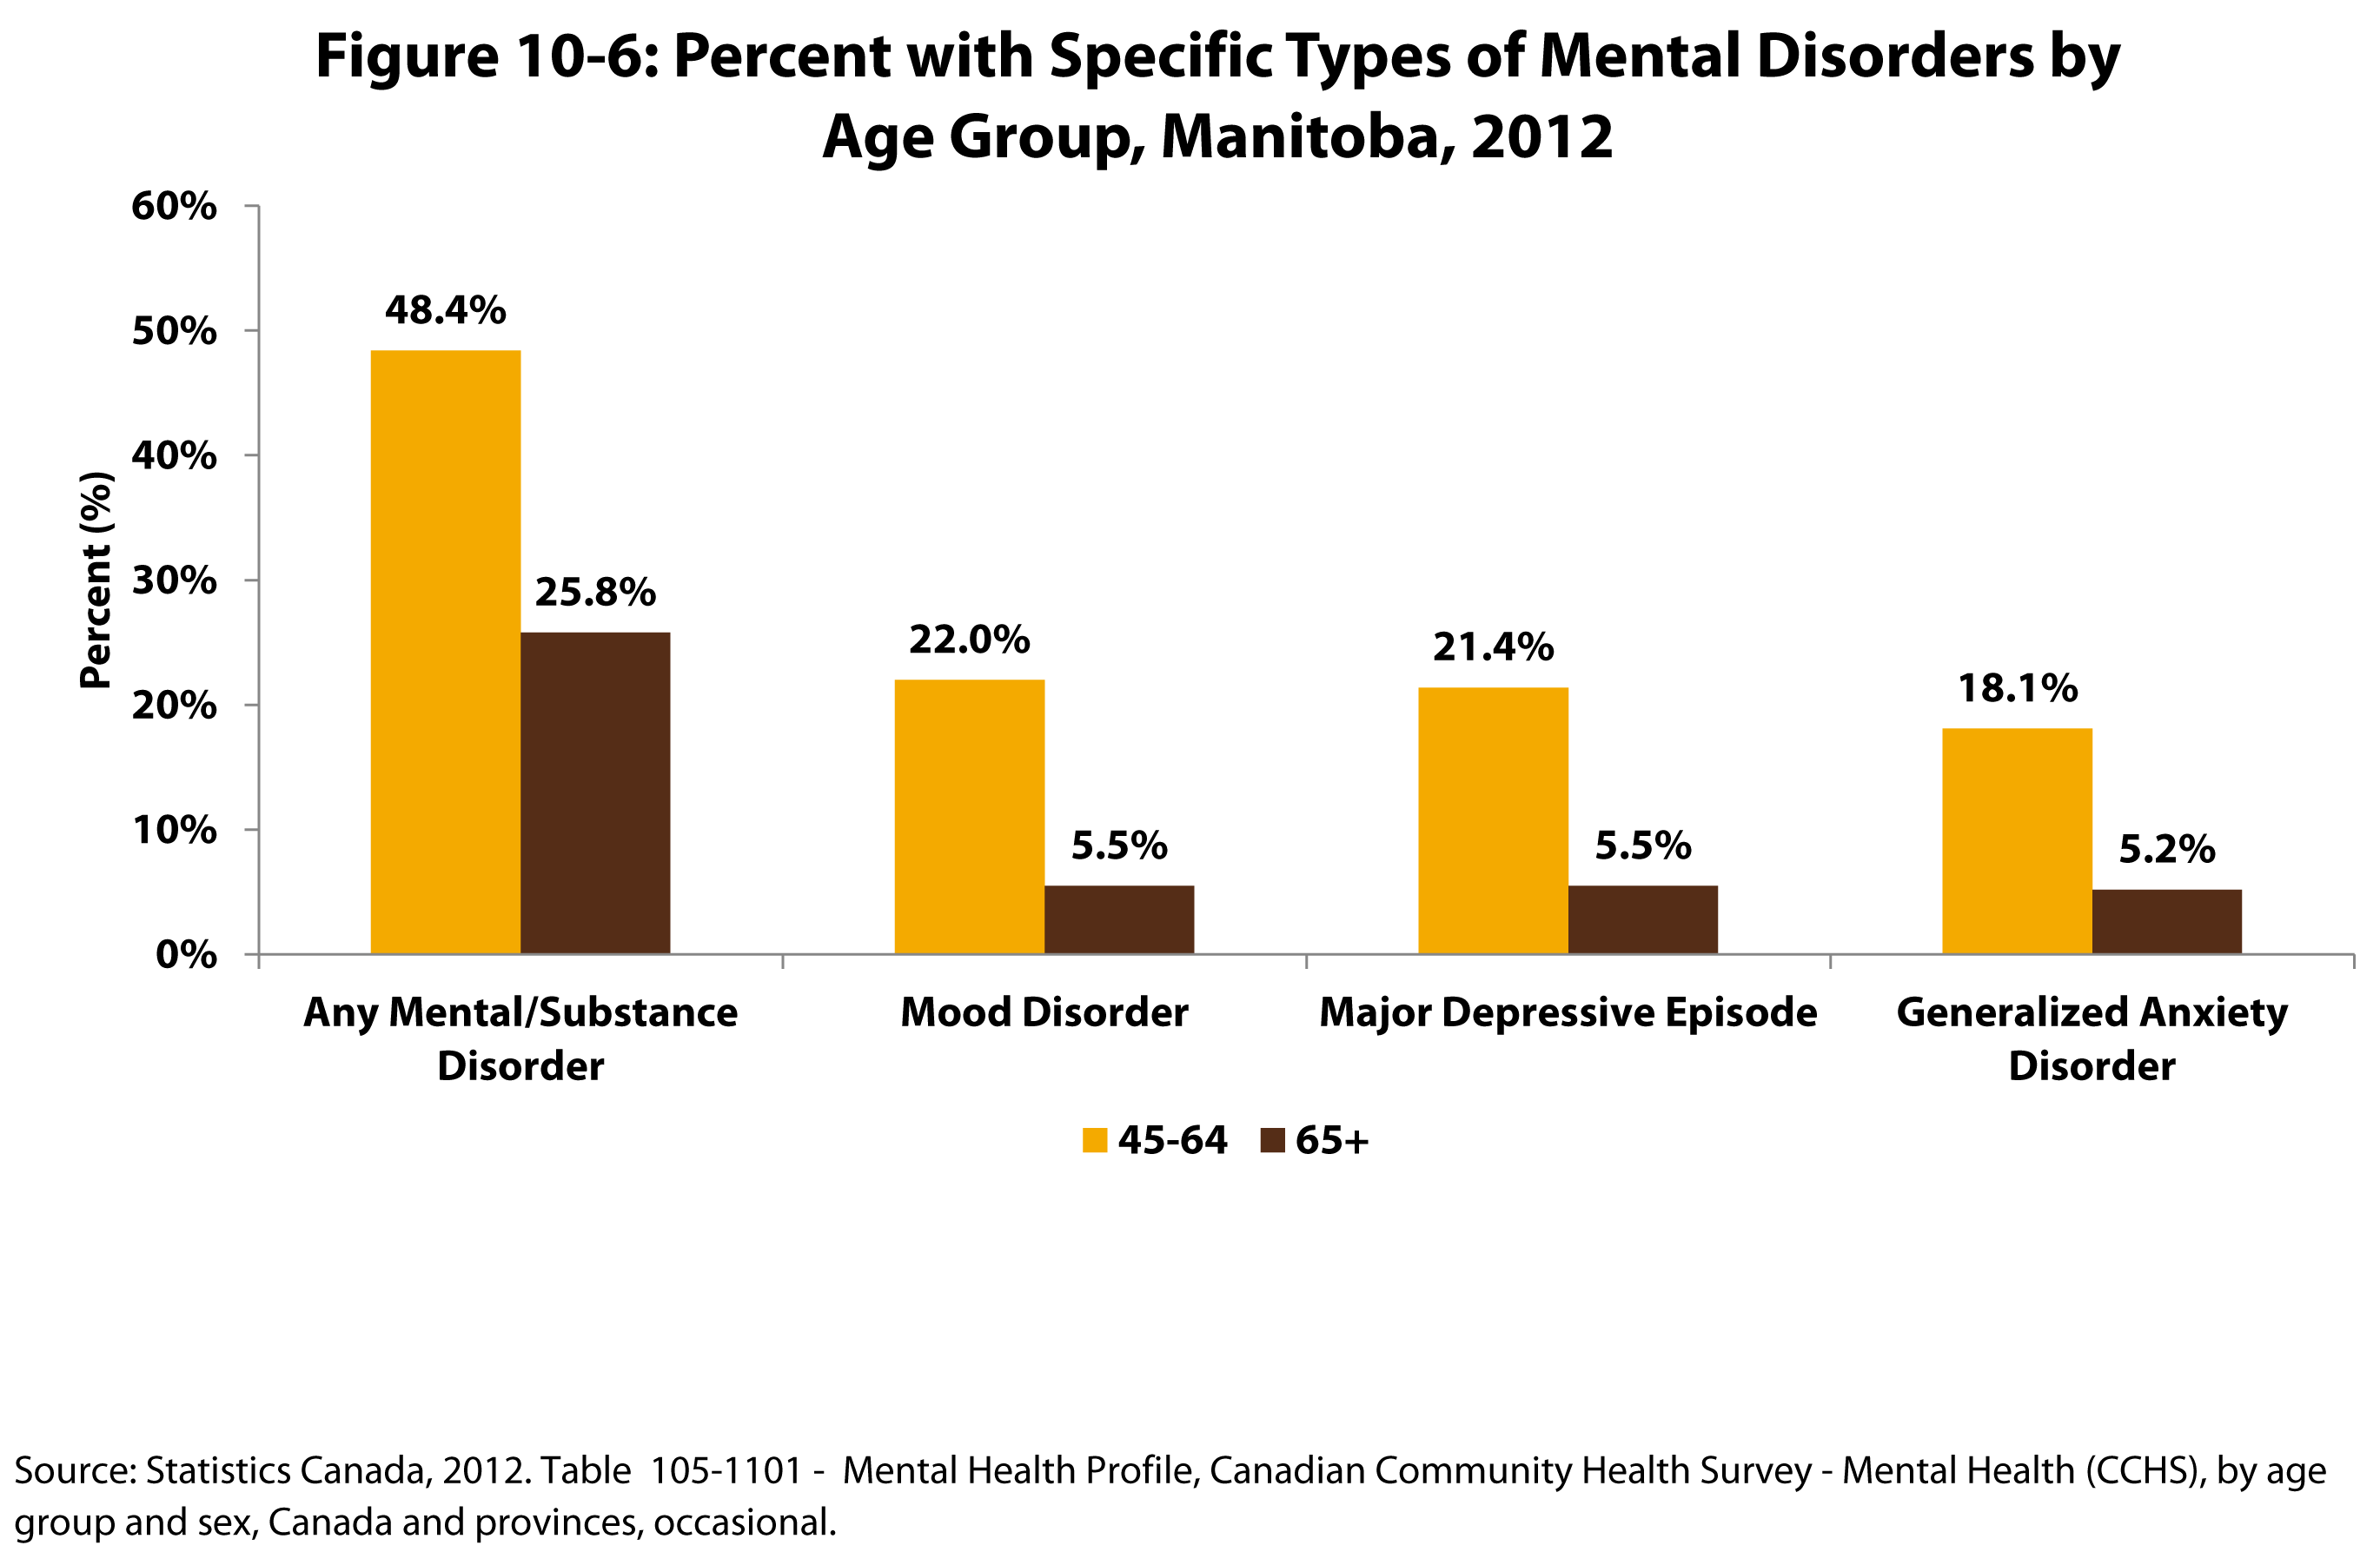 Figure 10-6: Percent with Specific Types of Mental Disorders by
Age Group, Manitoba, 2012
Percent (%)
60%
50%
40%
30%
20%
10%
0%
48.4%
25.8%
22.0%
5.5%
21.4%
5.5%
18.1%
5.2%
Any Mental/Substance
Disorder
Mood Disorder
Major Depressive Episode
Generalized Anxiety
Disorder
45-64
65+
Source: Statistics Canada, 2012. Table  105-1101 -  Mental Health Profile, Canadian Community Health Survey - Mental Health (CCHS), by age
group and sex, Canada and provinces, occasional.